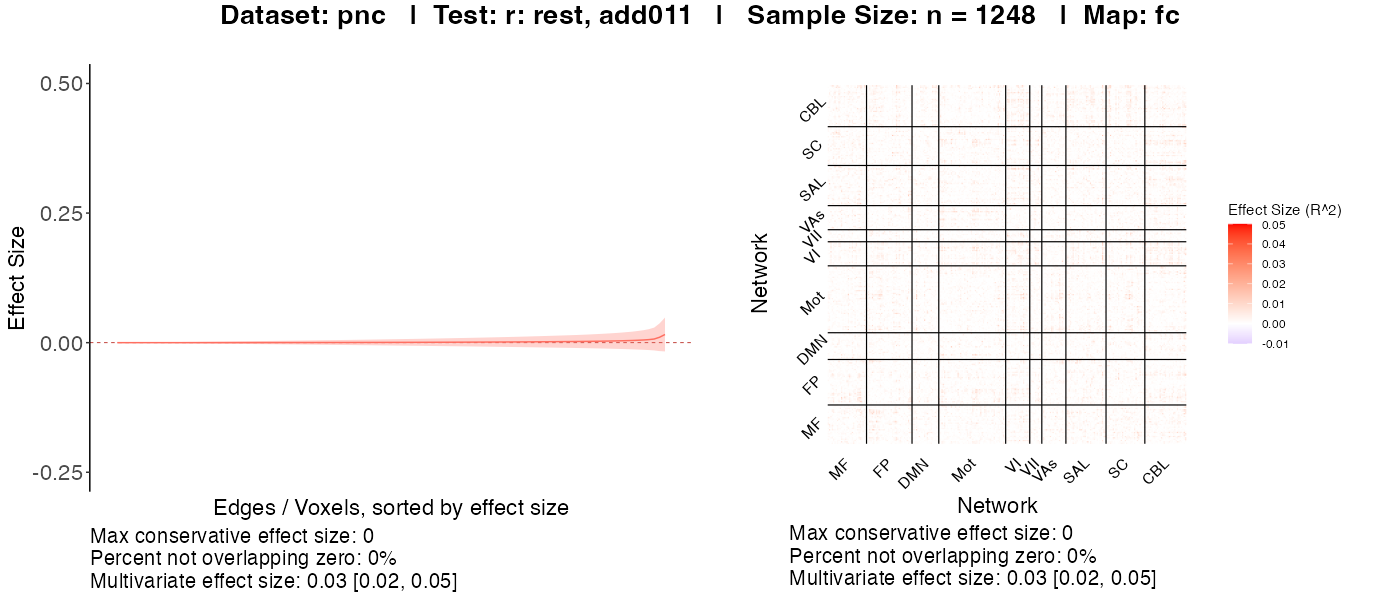 Dataset: pnc | Test: r: rest, add011 | Sample Size: n = 1248 | Map: fc
0.50
0.25
0.00
-0.25
Effect Size
Edges / Voxels, sorted by effect size
Max conservative effect size: 0
Percent not overlapping zero: 0%
Multivariate effect size: 0.03 [0.02, 0.05]
Network
CBL
SC
SAL
VAs
VII
VI
Mot
DMN
FP
MF
MF
FP
DMN
Mot
VI
VII
VAs
SAL
SC
CBL
Network
Max conservative effect size: 0
Percent not overlapping zero: 0%
Multivariate effect size: 0.03 [0.02, 0.05]
Effect Size (R^2)
0.05
0.04
0.03
0.02
0.01
0.00
-0.01